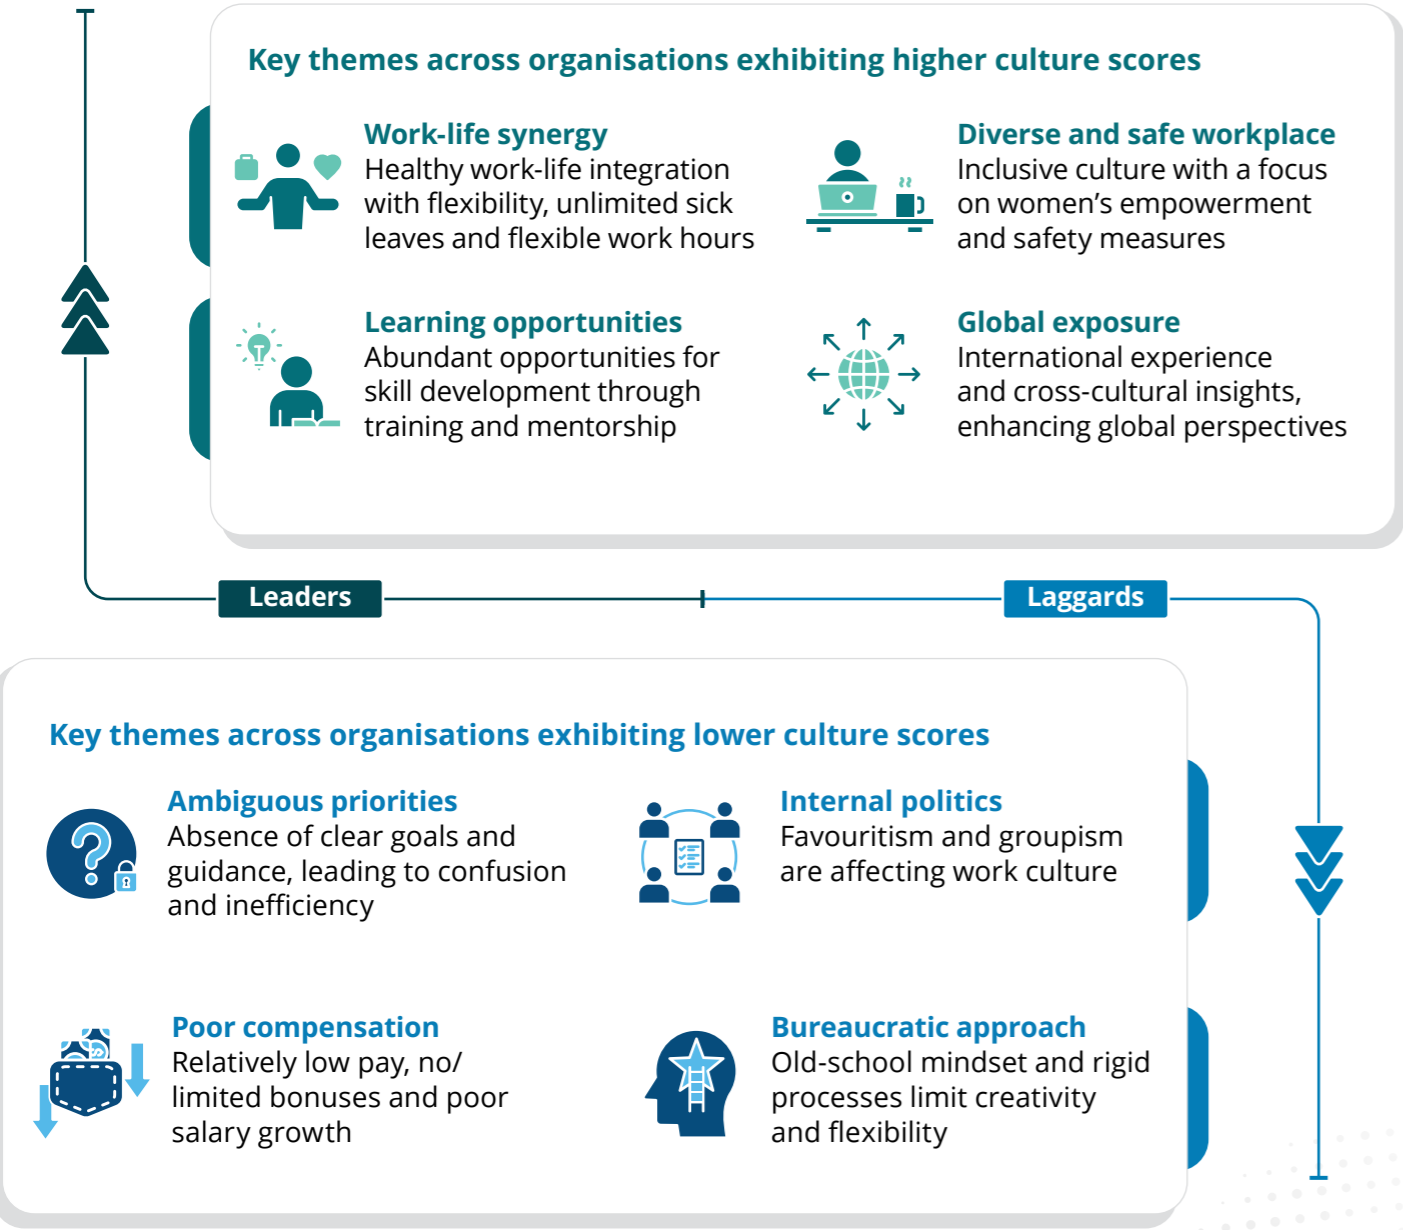 Key themes across organisations exhibiting higher culture scores
Work-life synergy
Healthy work-life integration
with flexibility, unlimited sick
leaves and flexible work hours
Diverse and safe workplace
Inclusive culture with a focus
on women’s empowerment
and safety measures
Learning opportunities
Abundant opportunities for
skill development through
training and mentorship
Global exposure
International experience
and cross-cultural insights,
enhancing global perspectives
Leaders
Laggards
Key themes across organisations exhibiting lower culture scores
Ambiguous priorities
Absence of clear goals and
guidance, leading to confusion
and inefficiency
Internal politics
Favouritism and groupism
are affecting work culture
Poor compensation
Relatively low pay, no/
limited bonuses and poor
salary growth
Bureaucratic approach
Old-school mindset and rigid
processes limit creativity
and flexibility